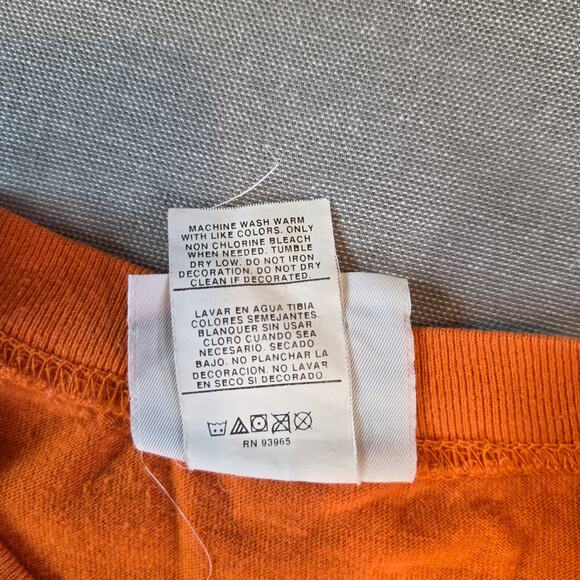 MACHINE WASH WARM
WITH LIKE COLORS. ONLY
NON CHLORINE BLEACH
WHEN NEEDED. TUMBLE
DRY LOW. DO NOT IRON
DECORATION. DO NOT DRY
CLEAN IF DECORATED.
LAVAR EN AGUA TIBIA
COLORES SEMEJANTES.
BLANQUER SIN USAR
CLORO CUANDO SEA
NECESARIO. SECADO
BAJO. NO PLANCHAR LA
DECORACIÓN. NO LAVAR
EN SECO SI DECORADO.
RN 93965